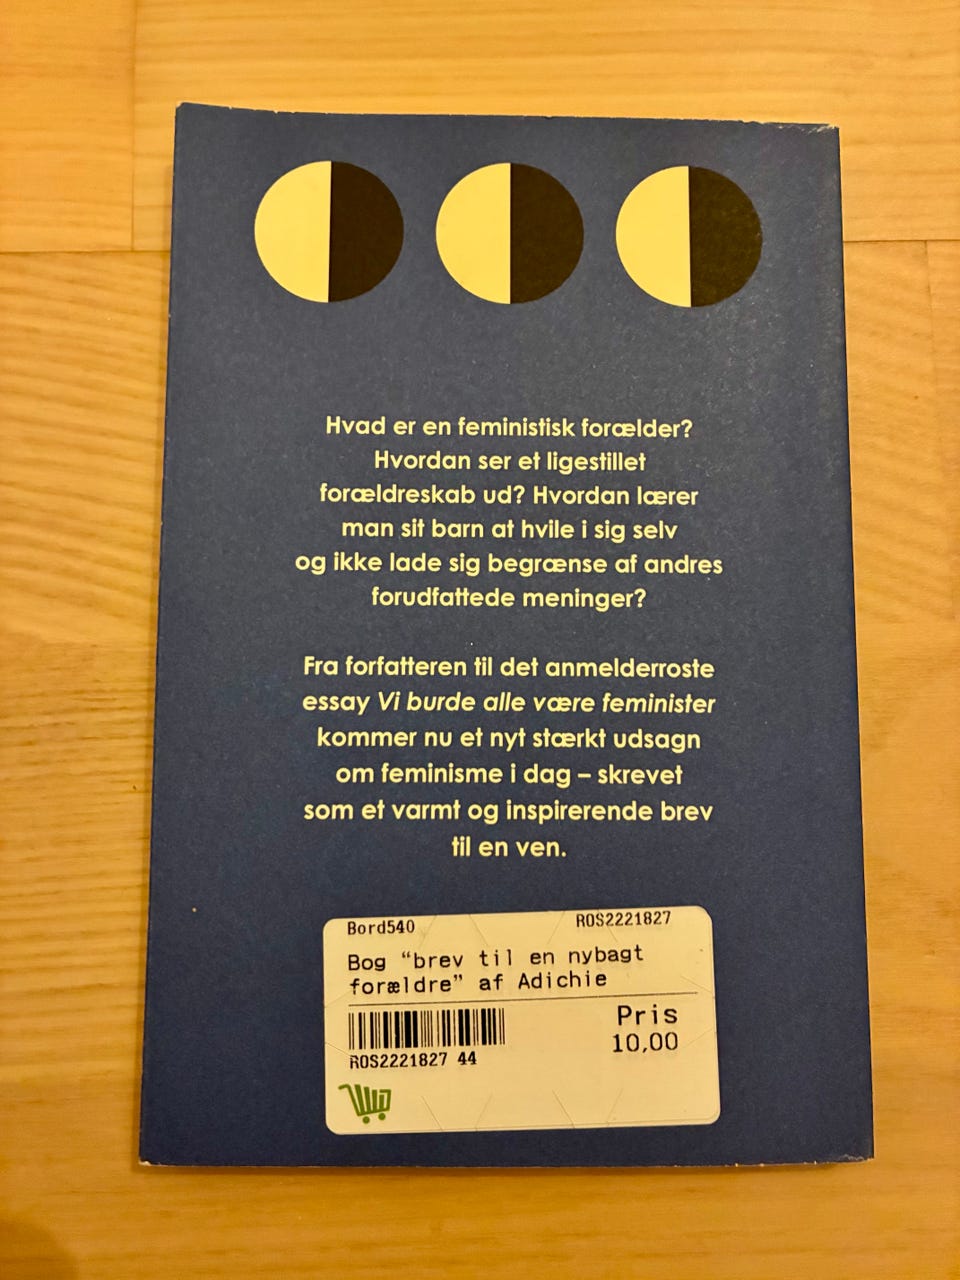 Hvad er en feministisk forælder?
Hvordan ser et ligestillet
forældreskab ud? Hvordan lærer
man sit barn at hvile i sig selv
og ikke lade sig begrænse af andres
forudfattede meninger?
Fra forfatteren til det anmelderroste
essay Vi burde alle være feminister
kommer nu et nyt stærkt udsagn
om feminisme i dag – skrevet
som et varmt og inspirerende brev
til en ven.
Bord540 ROS2221827
Bog “brev til en nybagt
forældre” af Adichie
Pris
10,00
ROS2221827 44